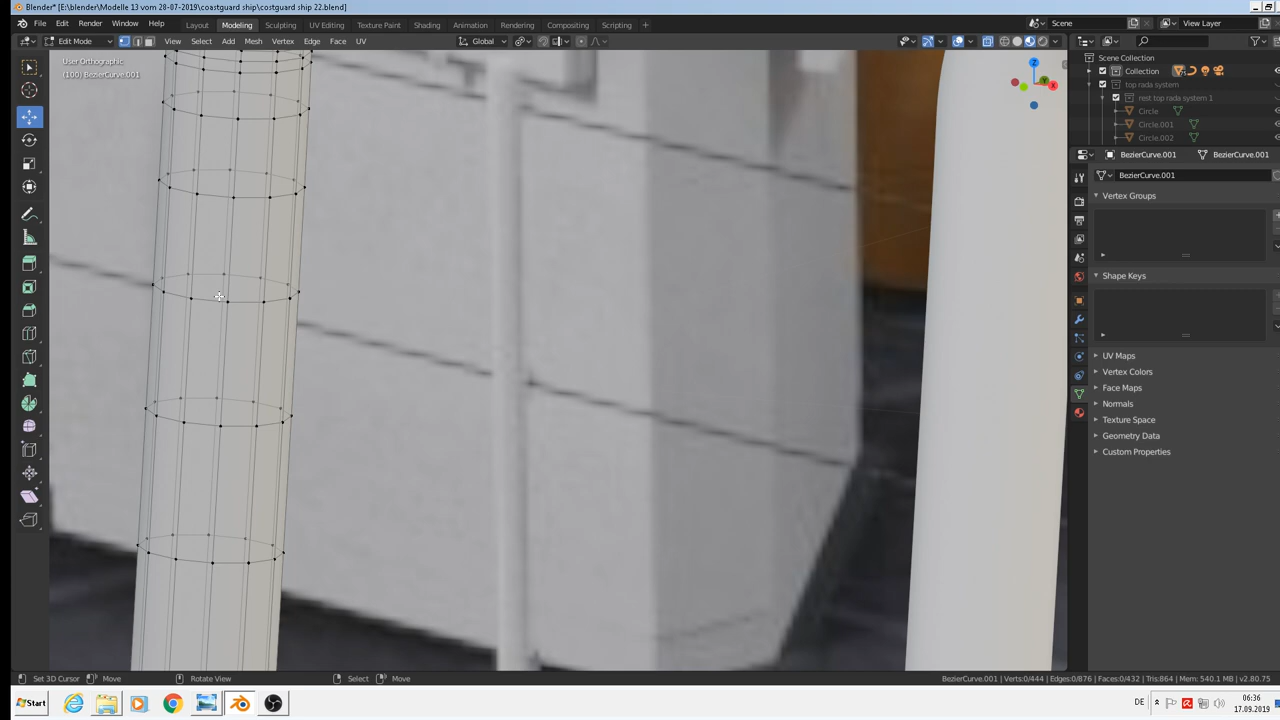 Blender* [E:\blender\Modelle 13 vom 28-07-2019\coastguard ship\costguard ship 22.blend]
File Edit Render Window Help Layout Modeling Sculpting UV Editing Texture Paint Shading Animation Rendering Compositing Scripting + Scene View Layer
Edit Mode View Select Add Mesh Vertex Edge Face UV Global
User Orthographic
(100) BezierCurve.001
Z
Y
X
Scene Collection
Collection
top rada system
rest top rada system 1
Circle
Circle.001
Circle.002
BezierCurve.001 BezierCurve.001
BezierCurve.001
Vertex Groups
Shape Keys
UV Maps
Vertex Colors
Face Maps
Normals
Texture Space
Geometry Data
Custom Properties
Set 3D Cursor Move Rotate View Select Move BezierCurve.001 | Verts:0/444 | Edges:0/876 | Faces:0/432 | Tris:864 | Mem: 540.1 MB | v2.80.75
Start DE 06:36
17.09.2019